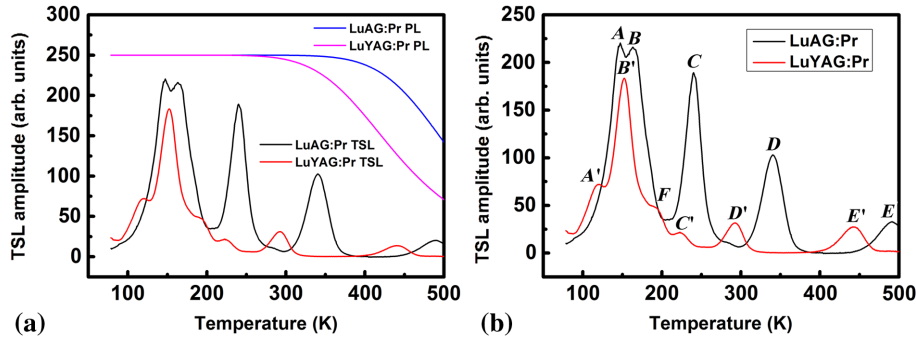 LuAG:Pr PL
LuYAG:Pr PL
300
250
200
150
100
50
0
TSL amplitude (arb. units)
LuAG:Pr TSL
LuYAG:Pr TSL
100 200 300 400 500
Temperature (K)
(a)
250
200
150
100
50
0
TSL amplitude (arb. units)
A B
B'
C
A'
F
C'
D'
D
E'
E
LuAG:Pr
LuYAG:Pr
100 200 300 400 500
Temperature (K)
(b)